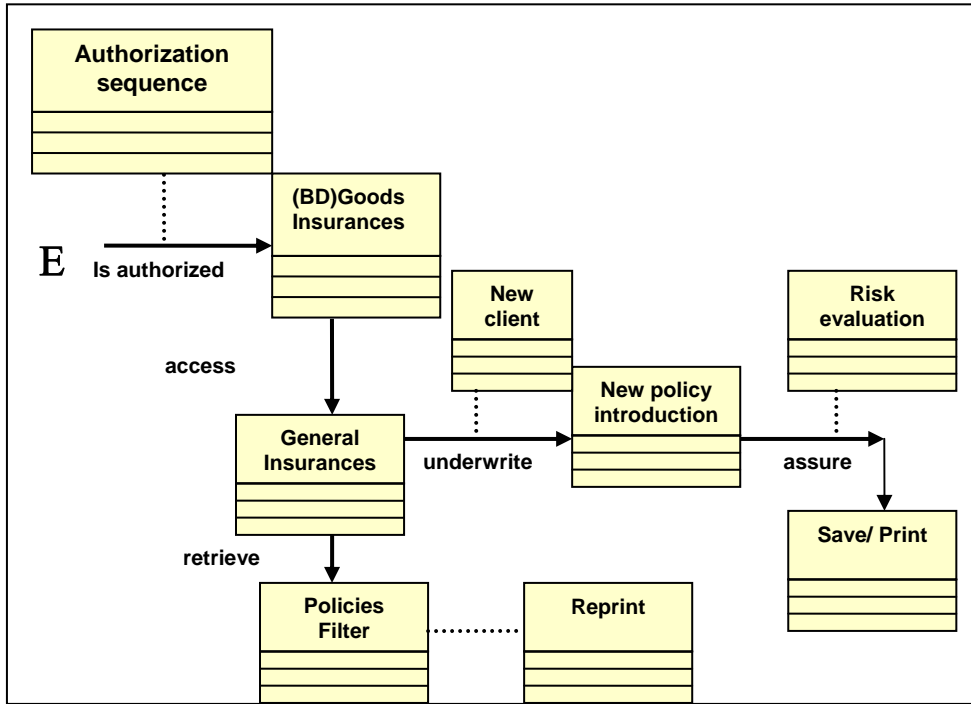 Authorization
sequence
(BD)Goods
Insurances
E
Is authorized
New
client
Risk
evaluation
access
New policy
introduction
General
Insurances
underwrite
assure
Save/ Print
retrieve
Policies
Filter
Reprint